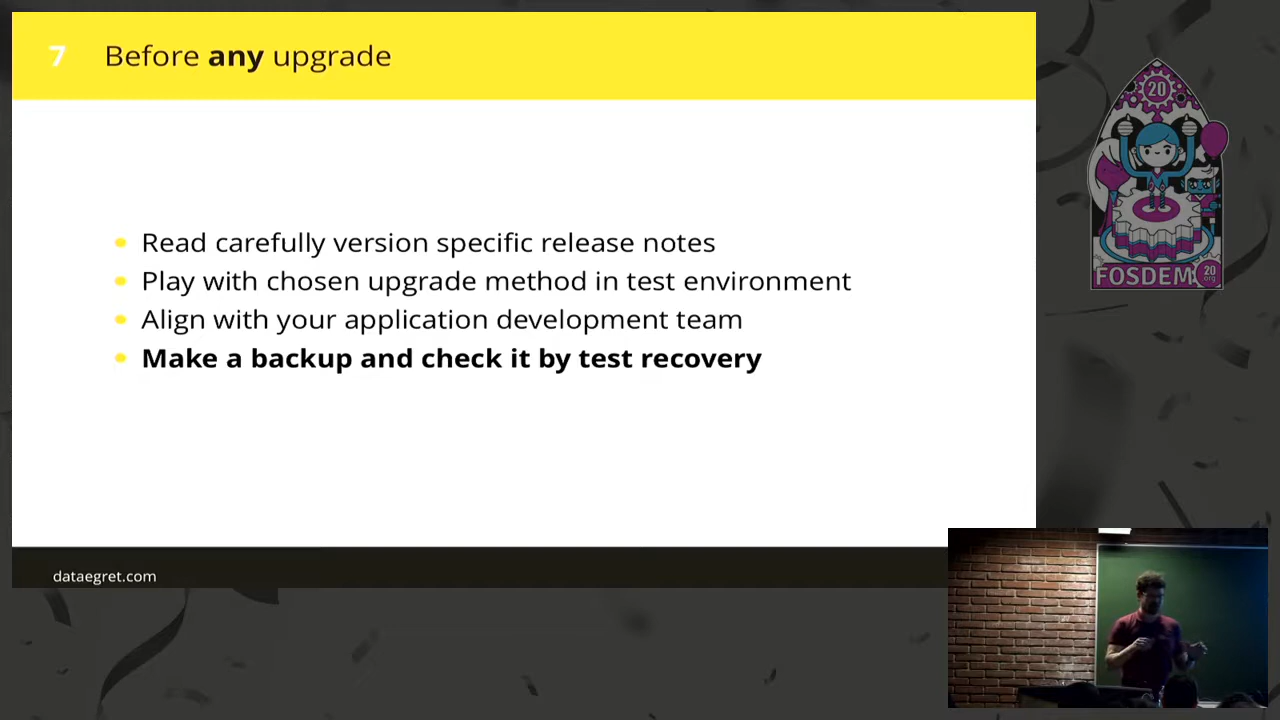 7 Before any upgrade
Read carefully version specific release notes
Play with chosen upgrade method in test environment
Align with your application development team
Make a backup and check it by test recovery
dataegret.com
20
FOSDEM 20
.org